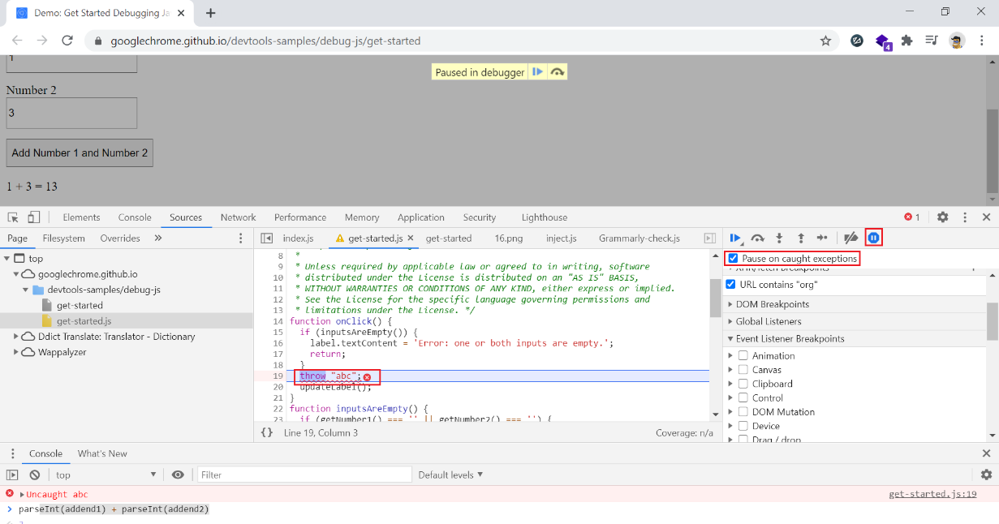 Demo: Get Started Debugging Ja
googlechrome.github.io/devtools-samples/debug-js/get-started
4
1
Paused in debugger
Number 2
3
Add Number 1 and Number 2
1 + 3 = 13
Elements Console Sources Network Performance Memory Application Security Lighthouse 1
Page Filesystem Overrides » index.js get-started.js get-started 16.png inject.js Grammarly-check.js
top
googlechrome.github.io
devtools-samples/debug-js
get-started
get-started.js
Ddict Translate: Translator - Dictionary
Wappalyzer
8 *
9 * Unless required by applicable law or agreed to in writing, software
10 * distributed under the License is distributed on an "AS IS" BASIS,
11 * WITHOUT WARRANTIES OR CONDITIONS OF ANY KIND, either express or implied.
12 * See the License for the specific language governing permissions and
13 * limitations under the License. */
14 function onClick() {
15 if (inputsAreEmpty()) {
16 label.textContent = 'Error: one or both inputs are empty.';
17 return;
18 }
19 throw "abc";
20 updateLabel();
21 }
22 function inputsAreEmpty() {
23 if (getNumber1() === '' || getNumber2() === '') {
{} Line 19, Column 3 Coverage: n/a
Pause on caught exceptions
XHR/fetch Breakpoints
URL contains "org"
DOM Breakpoints
Global Listeners
Event Listener Breakpoints
Animation
Canvas
Clipboard
Control
DOM Mutation
Device
Drag / drop
Console What's New
top Filter Default levels
Uncaught abc get-started.js:19
parseInt(addend1) + parseInt(addend2)